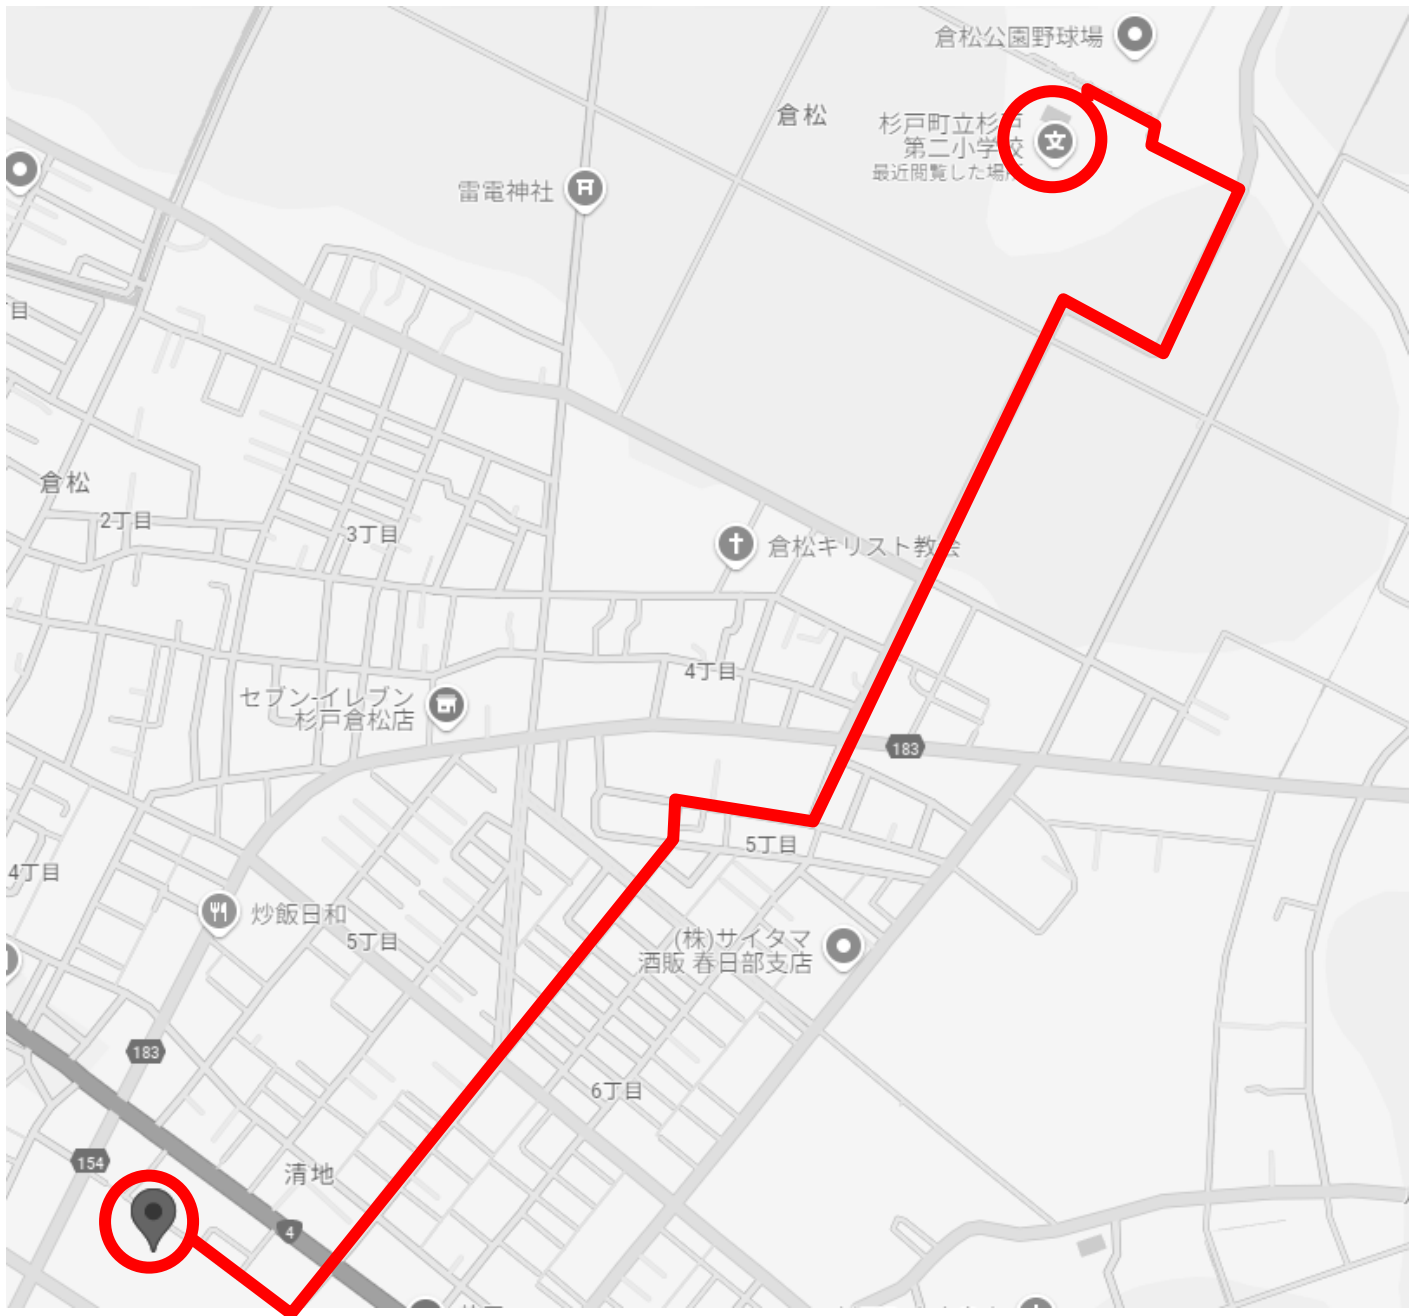 倉松公園野球場
倉松
杉戸町立杉戸
第二小学校
最近閲覧した場所
雷電神社
丁目
倉松
2丁目
3丁目
倉松キリスト教会
4丁目
セブン-イレブン
杉戸倉松店
183
5丁目
4丁目
炒飯日和
5丁目
(株)サイタマ
酒販 春日部支店
183
6丁目
154
清地
4